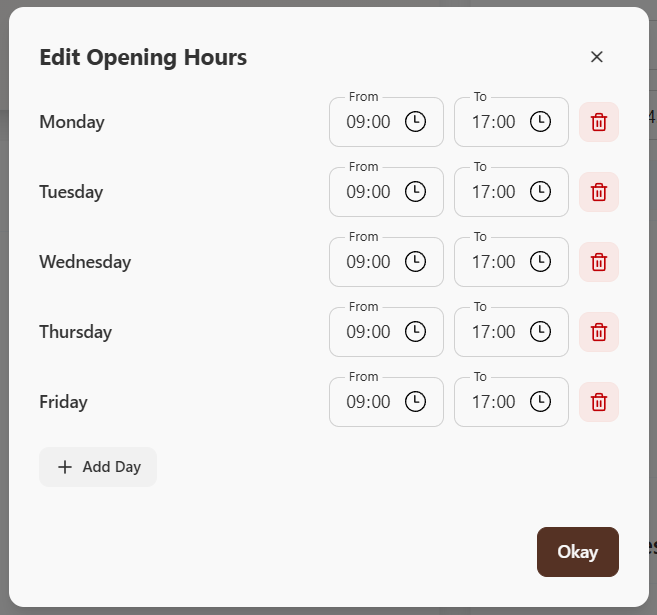 Edit Opening Hours
From To
Monday 09:00 17:00
From To
Tuesday 09:00 17:00
From To
Wednesday 09:00 17:00
From To
Thursday 09:00 17:00
From To
Friday 09:00 17:00
Add Day
Okay